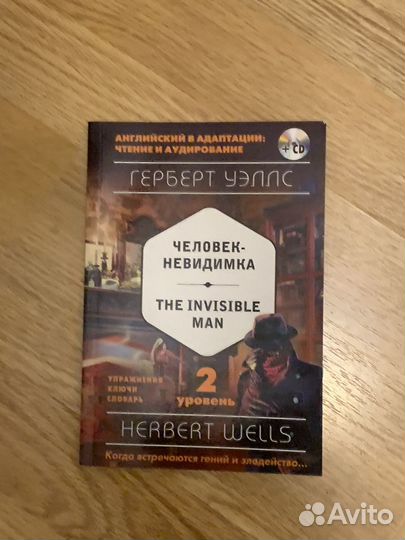 АНГЛИЙСКИЙ В АДАПТАЦИИ:
ЧТЕНИЕ И АУДИРОВАНИЕ
+ CD
ГЕРБЕРТ УЭЛЛС
ЧЕЛОВЕК-
НЕВИДИМКА
THE INVISIBLE
MAN
УПРАЖНЕНИЯ
КЛЮЧИ
СЛОВАРЬ
2
уровень
HERBERT WELLS
Когда встречаются гений и злодейство...
Avito